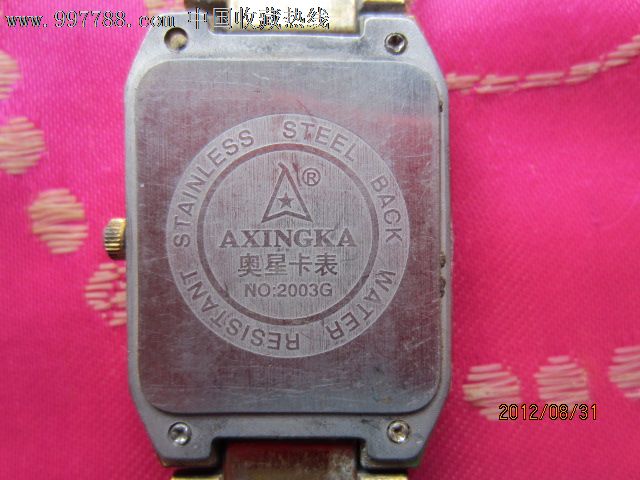 www.997788.com 中国收藏热线
STAINLESS STEEL BACK WATER RESISTANT
®
AXINGKA
奥星卡表
NO:2003G
2012/08/31